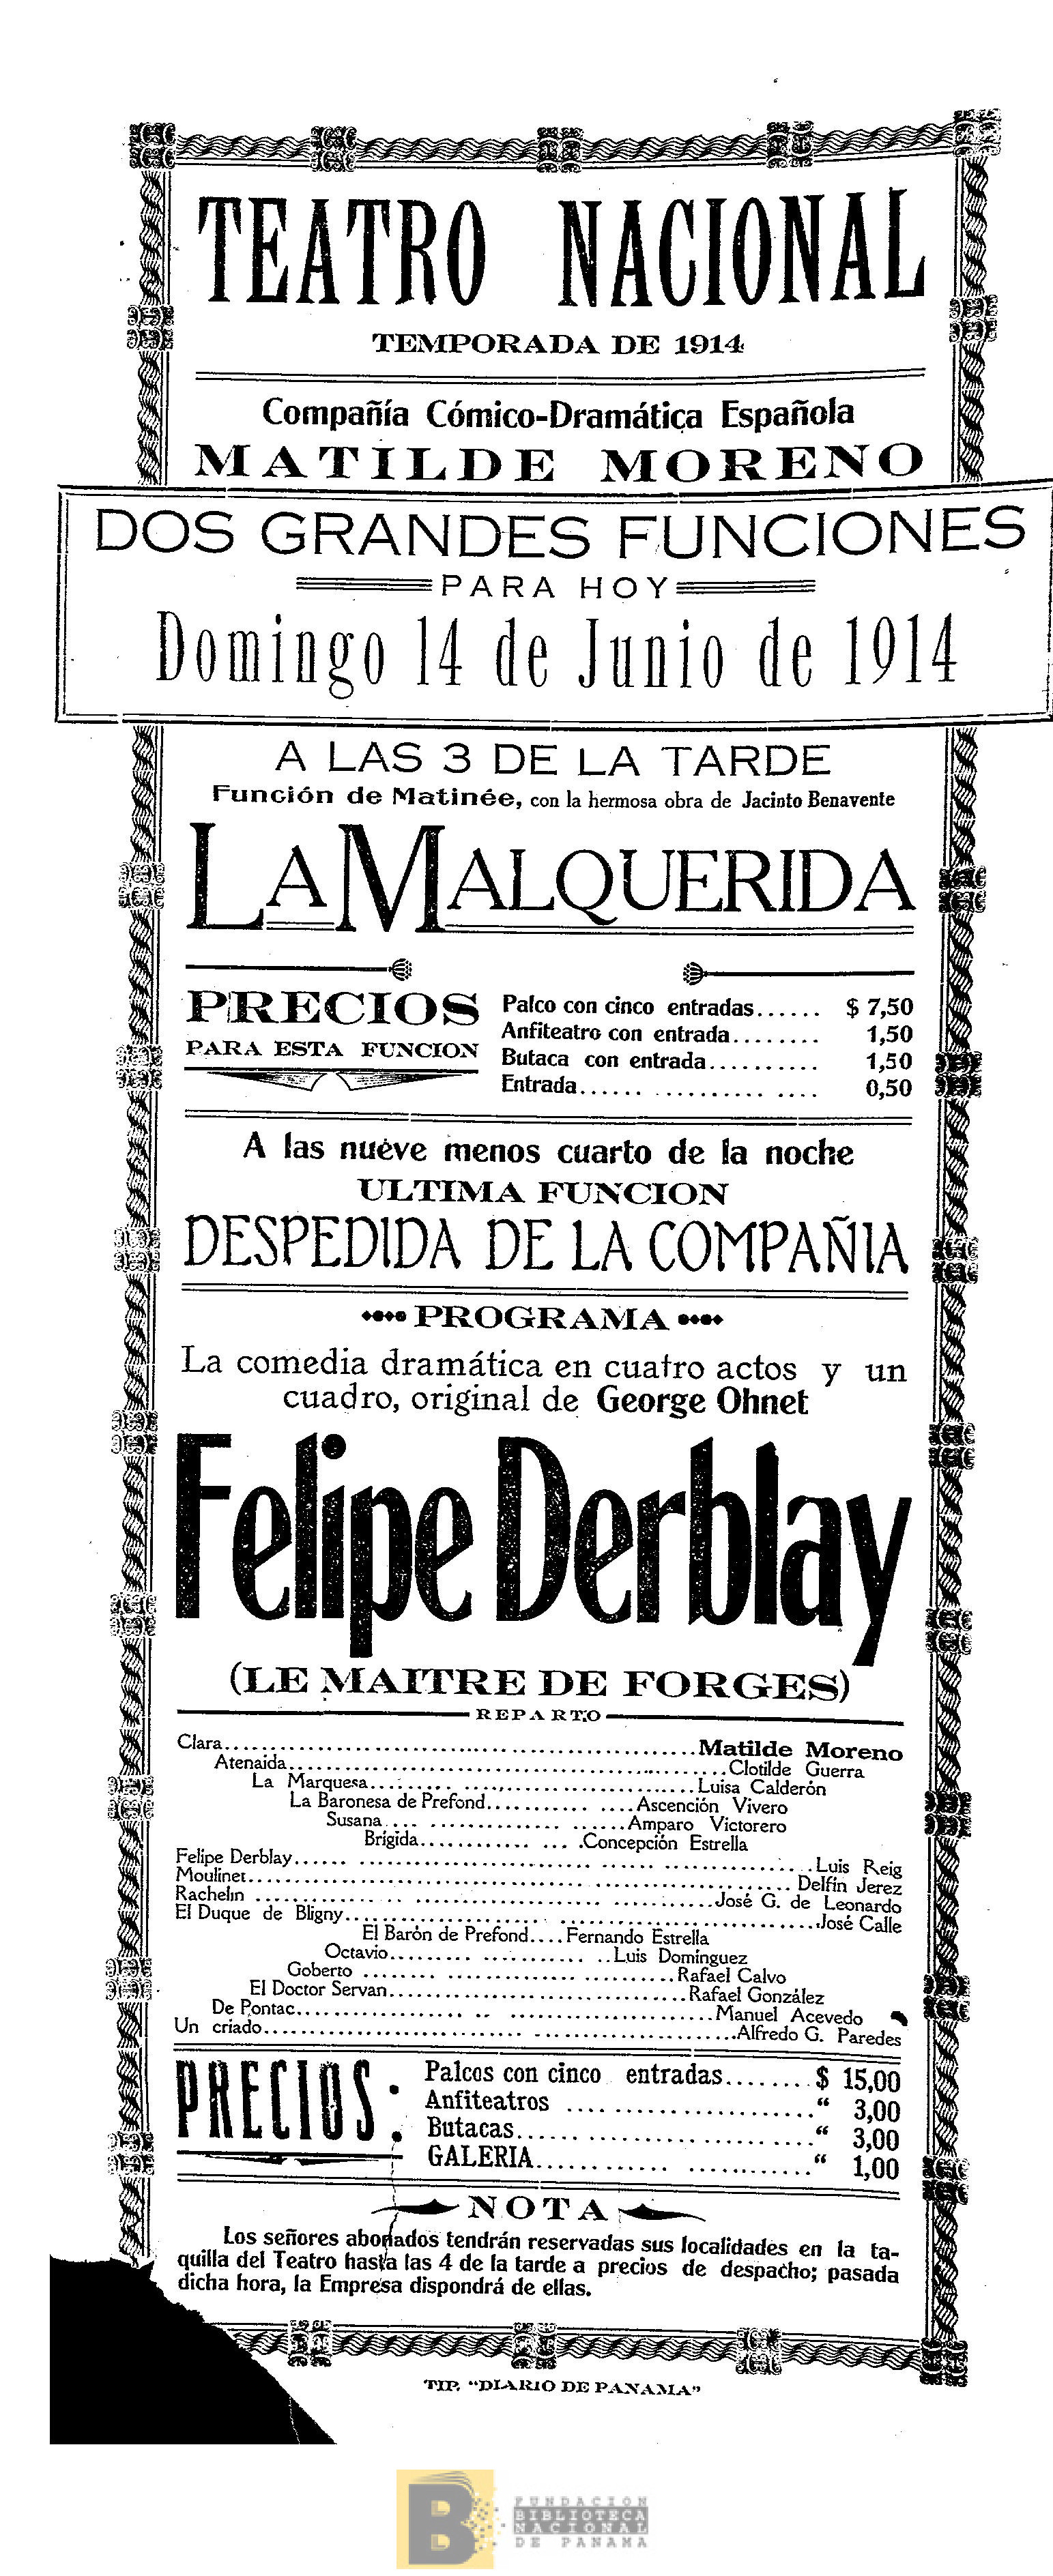 TEATRO NACIONAL
TEMPORADA DE 1914
Compañía Cómico-Dramática Española
MATILDE MORENO
DOS GRANDES FUNCIONES
PARA HOY
Domingo 14 de Junio de 1914
A LAS 3 DE LA TARDE
Función de Matinée, con la hermosa obra de Jacinto Benavente
LA MALQUERIDA
PRECIOS
PARA ESTA FUNCION
Palco con cinco entradas...... $ 7,50
Anfiteatro con entrada........ 1,50
Butaca con entrada.......... 1,50
Entrada...... .......... .... 0,50
A las nueve menos cuarto de la noche
ULTIMA FUNCION
DESPEDIDA DE LA COMPAÑIA
PROGRAMA
La comedia dramática en cuatro actos y un
cuadro, original de George Ohnet
Felipe Derblay
(LE MAITRE DE FORGES)
REPARTO
Clara........................ Matilde Moreno
Atenaida........................ Clotilde Guerra
La Marquesa........................ Luisa Calderón
La Baronesa de Prefond............... Ascención Vivero
Susana........................ Amparo Victorero
Brígida................ Concepción Estrella
Felipe Derblay........................ Luis Reig
Moulinet........................ Delfín Jerez
Rachelin ........................ José G. de Leonardo
El Duque de Bligny........................ José Calle
El Barón de Prefond.... Fernando Estrella
Octavio........................ Luis Domínguez
Goberto ........................ Rafael Calvo
El Doctor Servan........................ Rafael González
De Pontac........................ Manuel Acevedo
Un criado........................ Alfredo G. Paredes
PRECIOS:
Palcos con cinco entradas........ $ 15,00
Anfiteatros ........................ “ 3,00
Butacas........................ “ 3,00
GALERIA........................ “ 1,00
NOTA
Los señores abonados tendrán reservadas sus localidades en la ta-
quilla del Teatro hasta las 4 de la tarde a precios de despacho; pasada
dicha hora, la Empresa dispondrá de ellas.
TIP. “DIARIO DE PANAMA”
B
FUNDACION
BIBLIOTECA
NACIONAL
DE PANAMA